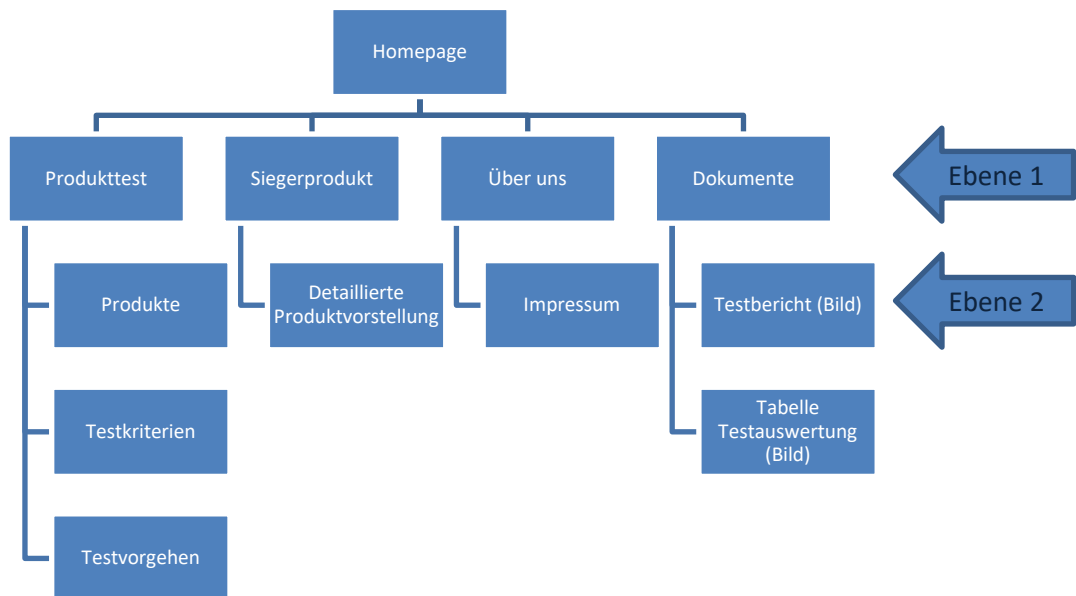 Homepage
Produkttest
Siegerprodukt
Über uns
Dokumente
Ebene 1
Produkte
Detaillierte
Produktvorstellung
Impressum
Testbericht (Bild)
Ebene 2
Testkriterien
Tabelle
Testauswertung
(Bild)
Testvorgehen